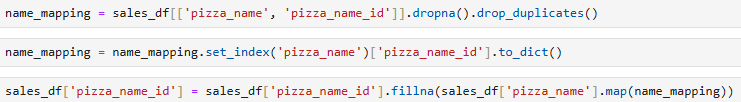 name_mapping = sales_df[['pizza_name', 'pizza_name_id']].dropna().drop_duplicates()
name_mapping = name_mapping.set_index('pizza_name')['pizza_name_id'].to_dict()
sales_df['pizza_name_id'] = sales_df['pizza_name_id'].fillna(sales_df['pizza_name'].map(name_mapping))